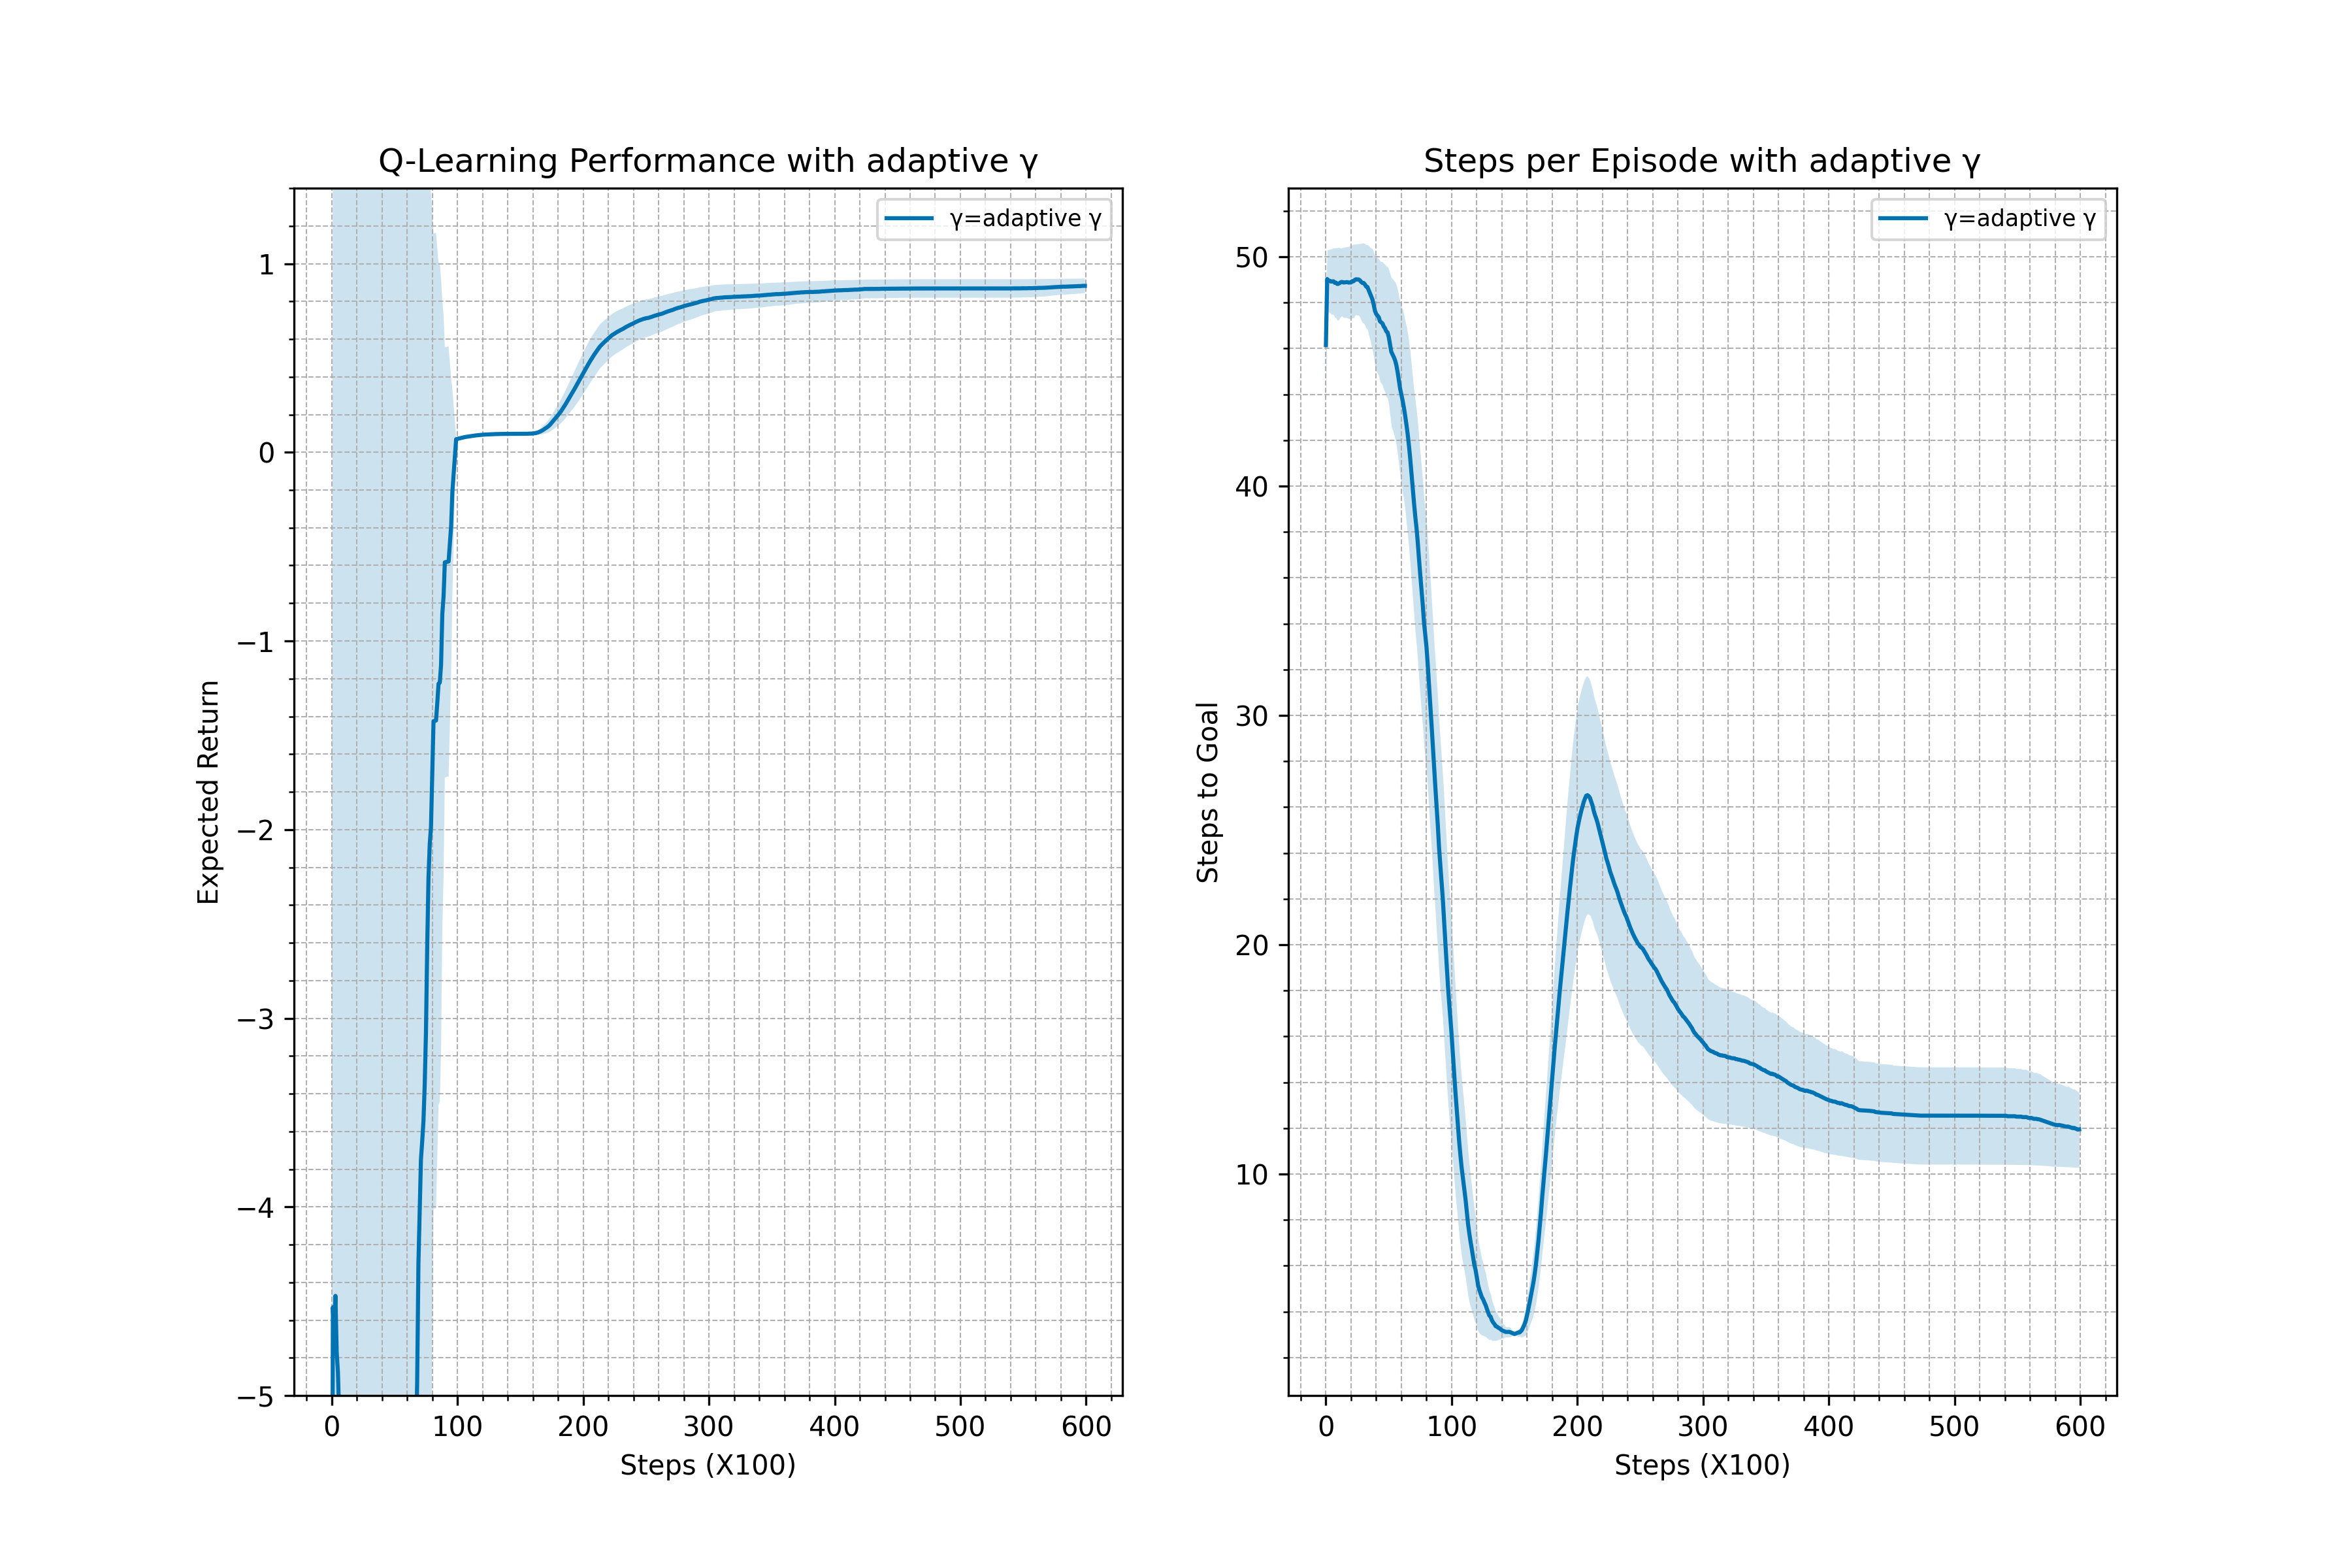 Q-Learning Performance with adaptive γ
γ=adaptive γ
1
0
−1
−2
−3
−4
−5
Expected Return
0 100 200 300 400 500 600
Steps (X100)
Steps per Episode with adaptive γ
γ=adaptive γ
50
40
30
20
10
Steps to Goal
0 100 200 300 400 500 600
Steps (X100)